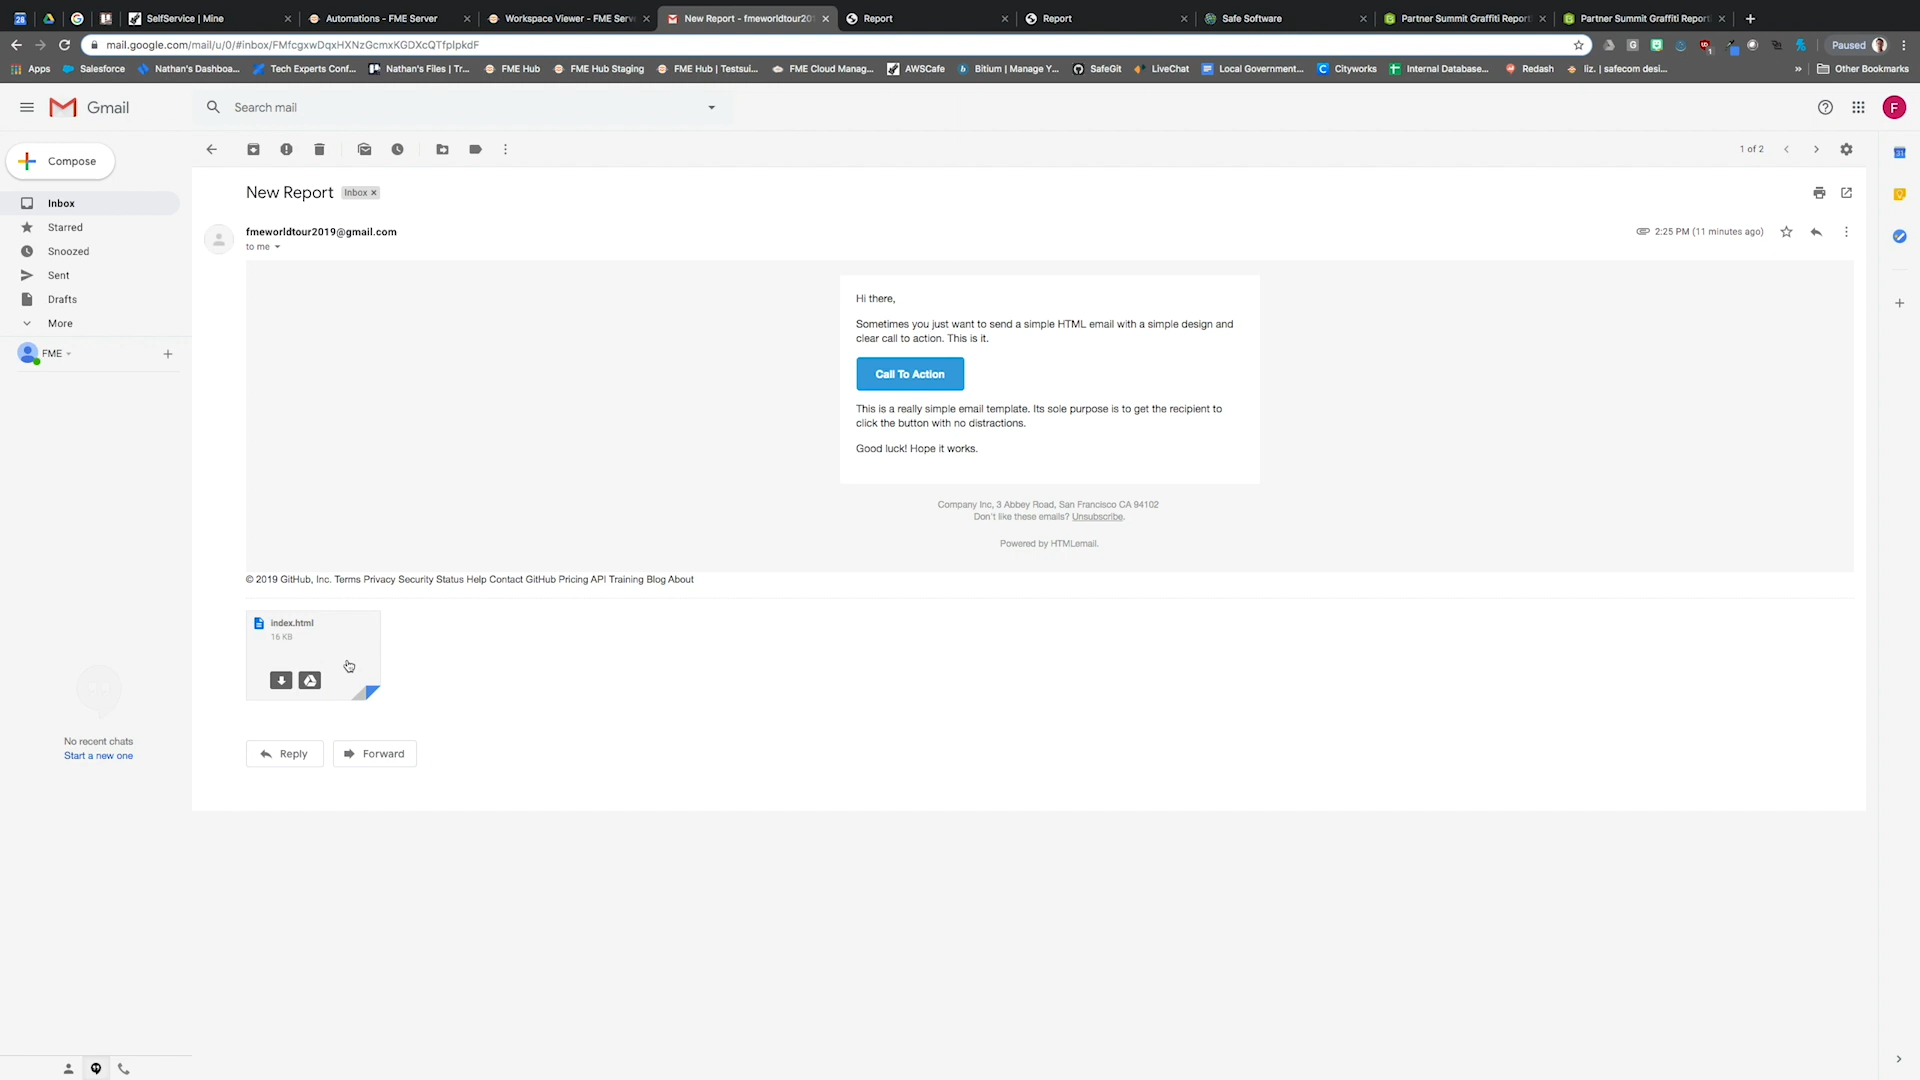 28
SelfService | Mine
Automations - FME Server
Workspace Viewer - FME Serv
New Report - fmeworldtour201
Report
Report
Safe Software
Partner Summit Graffiti Report
Partner Summit Graffiti Report
mail.google.com/mail/u/0/#inbox/FMfcgxwDqxHXNzGcmxKGDXcQTfplpkdF
Paused
Apps
Salesforce
Nathan's Dashboa...
Tech Experts Conf...
Nathan's Files | Tr...
FME Hub
FME Hub Staging
FME Hub | Testsui...
FME Cloud Manag...
AWSCafe
Bitium | Manage Y...
SafeGit
LiveChat
Local Government...
Cityworks
Internal Database...
Redash
liz. | safecom desi...
»
Other Bookmarks
Gmail
Search mail
F
Compose
1 of 2
31
Inbox
Starred
Snoozed
Sent
Drafts
More
FME
New Report
Inbox ×
fmeworldtour2019@gmail.com
to me
2:25 PM (11 minutes ago)
Hi there,
Sometimes you just want to send a simple HTML email with a simple design and
clear call to action. This is it.
Call To Action
This is a really simple email template. Its sole purpose is to get the recipient to
click the button with no distractions.
Good luck! Hope it works.
Company Inc, 3 Abbey Road, San Francisco CA 94102
Don't like these emails? Unsubscribe.
Powered by HTMLemail.
© 2019 GitHub, Inc. Terms Privacy Security Status Help Contact GitHub Pricing API Training Blog About
index.html
16 KB
Reply
Forward
No recent chats
Start a new one